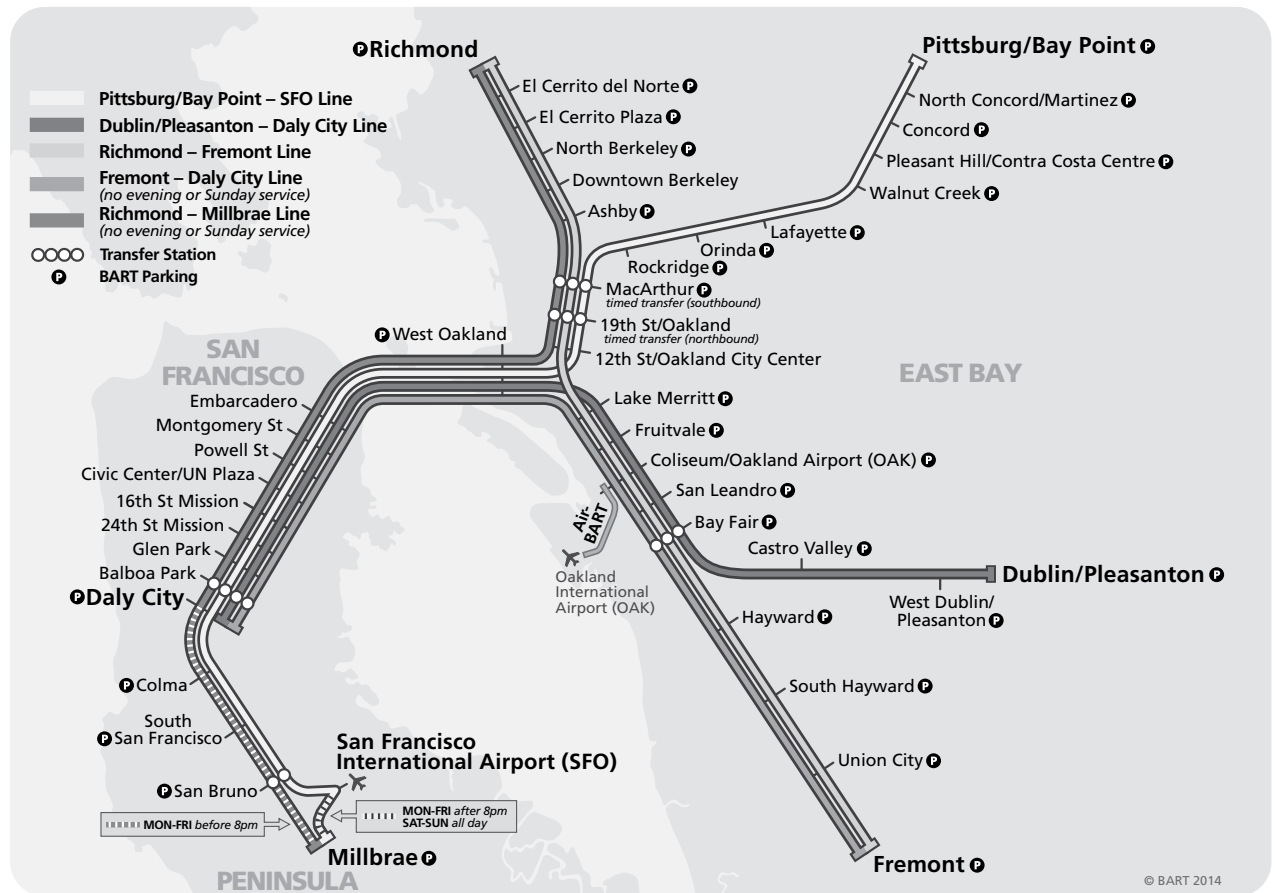 P Richmond
Pittsburg/Bay Point P
Pittsburg/Bay Point – SFO Line
Dublin/Pleasanton – Daly City Line
Richmond – Fremont Line
Fremont – Daly City Line
(no evening or Sunday service)
Richmond – Millbrae Line
(no evening or Sunday service)
Transfer Station
P BART Parking
El Cerrito del Norte P
El Cerrito Plaza P
North Berkeley P
Downtown Berkeley
Ashby P
North Concord/Martinez P
Concord P
Pleasant Hill/Contra Costa Centre P
Walnut Creek P
Lafayette P
Orinda P
Rockridge P
MacArthur P
timed transfer (southbound)
19th St/Oakland
timed transfer (northbound)
12th St/Oakland City Center
P West Oakland
SAN
FRANCISCO
EAST BAY
Embarcadero
Montgomery St
Powell St
Civic Center/UN Plaza
16th St Mission
24th St Mission
Glen Park
Balboa Park
P Daly City
Lake Merritt P
Fruitvale P
Coliseum/Oakland Airport (OAK) P
San Leandro P
Bay Fair P
Castro Valley P
Dublin/Pleasanton P
West Dublin/
Pleasanton P
Air-
BART
Oakland
International
Airport (OAK)
Hayward P
South Hayward P
Union City P
Fremont P
P Colma
South
P San Francisco
San Francisco
International Airport (SFO)
P San Bruno
MON-FRI before 8pm
MON-FRI after 8pm
SAT-SUN all day
Millbrae P
PENINSULA
© BART 2014